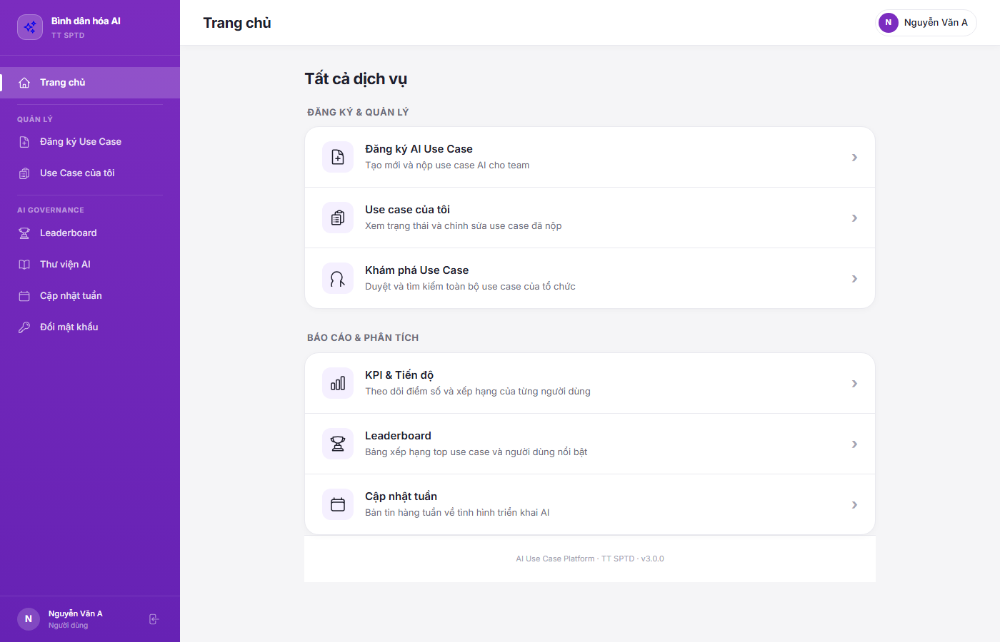 Bình dân hóa AI
TT SPTD
Trang chủ
QUẢN LÝ
Đăng ký Use Case
Use Case của tôi
AI GOVERNANCE
Leaderboard
Thư viện AI
Cập nhật tuần
Đổi mật khẩu
N
Nguyễn Văn A
Người dùng
Trang chủ
N
Nguyễn Văn A
Tất cả dịch vụ
ĐĂNG KÝ & QUẢN LÝ
Đăng ký AI Use Case
Tạo mới và nộp use case AI cho team
Use case của tôi
Xem trạng thái và chỉnh sửa use case đã nộp
Khám phá Use Case
Duyệt và tìm kiếm toàn bộ use case của tổ chức
BÁO CÁO & PHÂN TÍCH
KPI & Tiến độ
Theo dõi điểm số và xếp hạng của từng người dùng
Leaderboard
Bảng xếp hạng top use case và người dùng nổi bật
Cập nhật tuần
Bản tin hàng tuần về tình hình triển khai AI
AI Use Case Platform · TT SPTD · v3.0.0